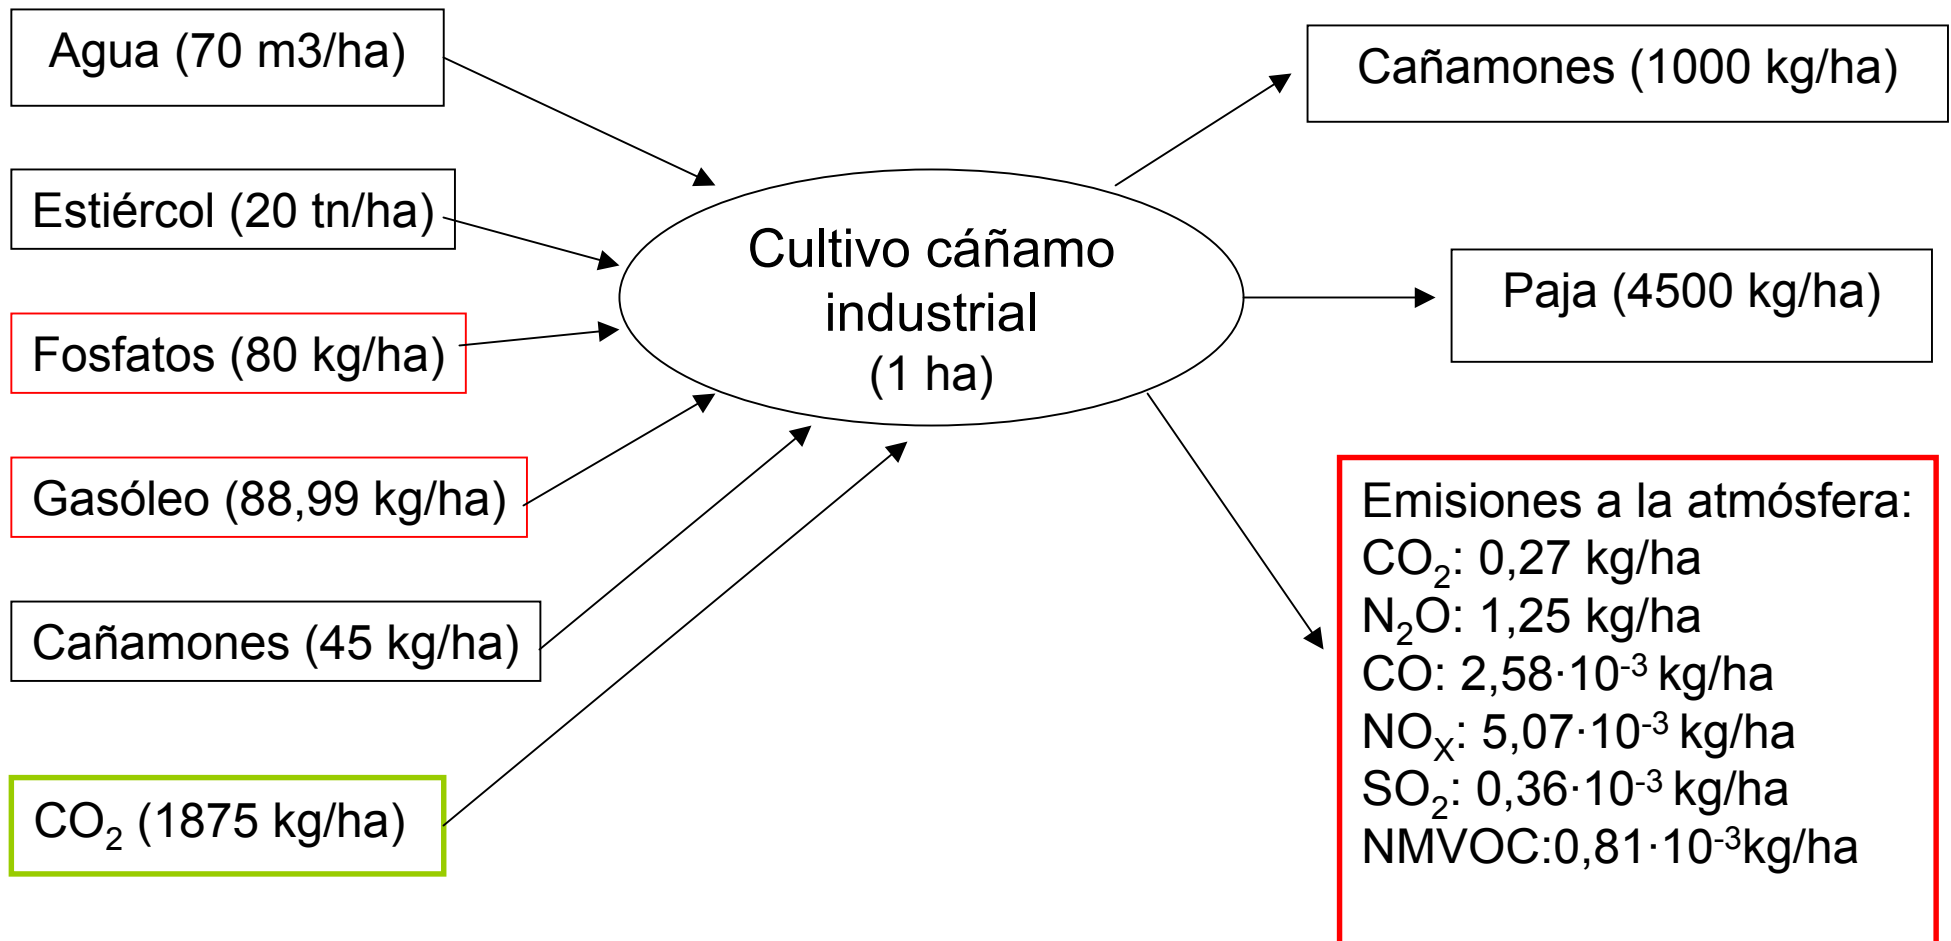 Agua (70 m3/ha)
Estiércol (20 tn/ha)
Fosfatos (80 kg/ha)
Gasóleo (88,99 kg/ha)
Cañamones (45 kg/ha)
CO₂ (1875 kg/ha)
Cultivo cáñamo
industrial
(1 ha)
Cañamones (1000 kg/ha)
Paja (4500 kg/ha)
Emisiones a la atmósfera:
CO₂: 0,27 kg/ha
N₂O: 1,25 kg/ha
CO: 2,58·10⁻³ kg/ha
NOₓ: 5,07·10⁻³ kg/ha
SO₂: 0,36·10⁻³ kg/ha
NMVOC:0,81·10⁻³kg/ha